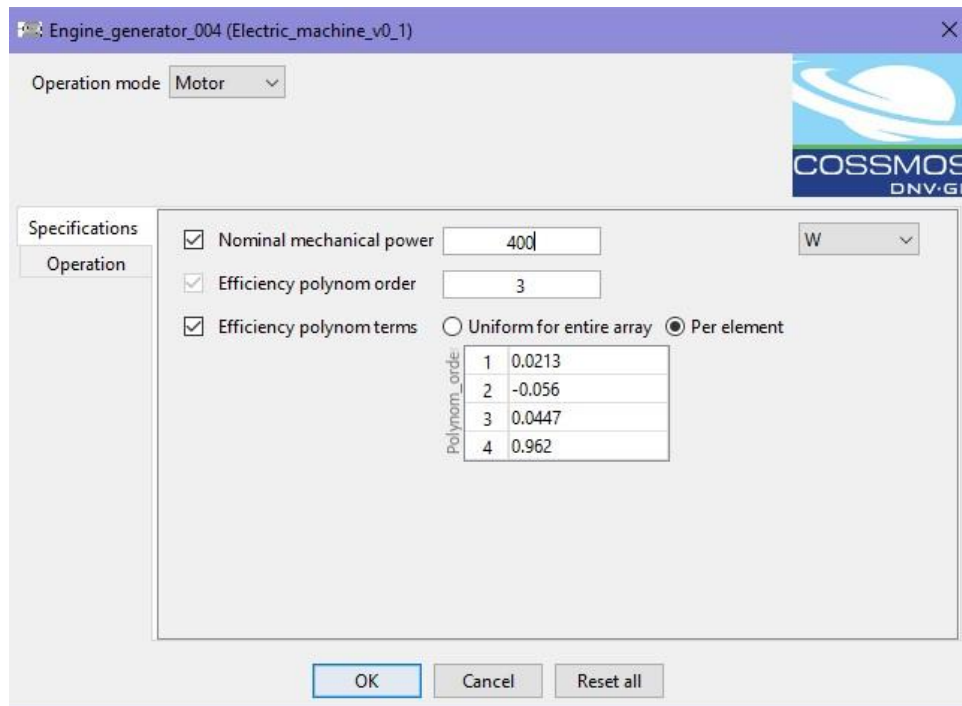 Engine_generator_004 (Electric_machine_v0_1)
Operation mode Motor
COSSMOS
DNV·G
Specifications
Operation
Nominal mechanical power 400 W
Efficiency polynom order 3
Efficiency polynom terms Uniform for entire array Per element
Polynom_orde
1 0.0213
2 -0.056
3 0.0447
4 0.962
OK Cancel Reset all